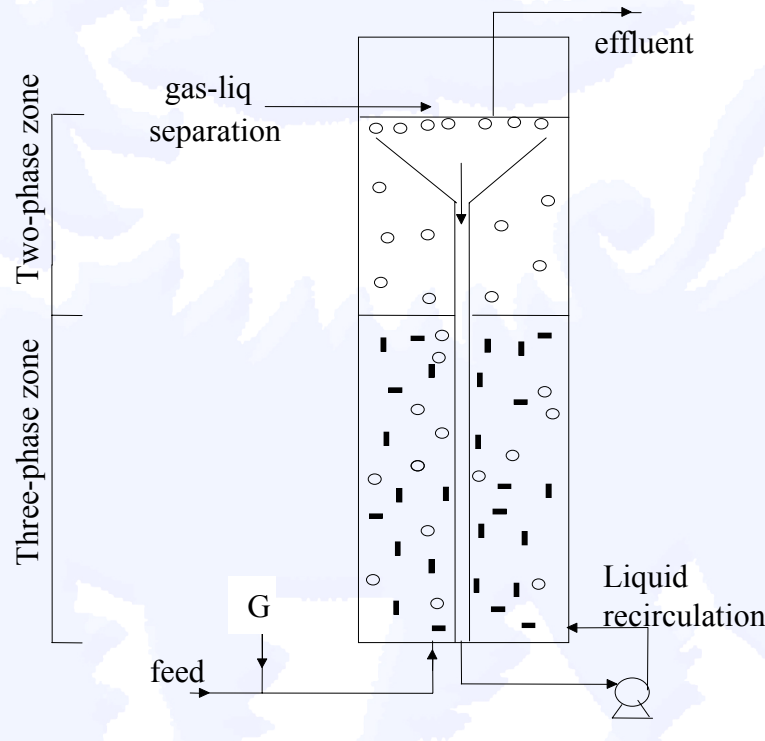 effluent
gas-liq
separation
Two-phase zone
Three-phase zone
Liquid
recirculation
G
feed